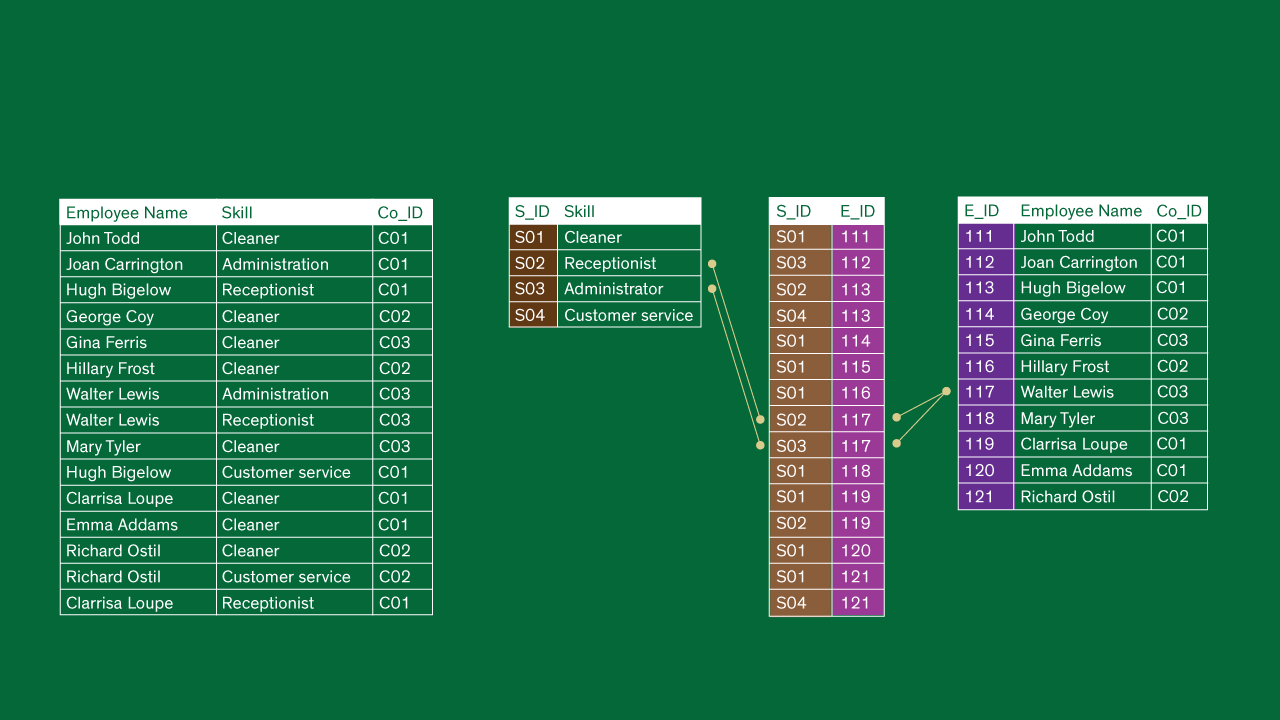 Employee Name Skill Co_ID
John Todd Cleaner C01
Joan Carrington Administration C01
Hugh Bigelow Receptionist C01
George Coy Cleaner C02
Gina Ferris Cleaner C03
Hillary Frost Cleaner C02
Walter Lewis Administration C03
Walter Lewis Receptionist C03
Mary Tyler Cleaner C03
Hugh Bigelow Customer service C01
Clarrisa Loupe Cleaner C01
Emma Addams Cleaner C01
Richard Ostil Cleaner C02
Richard Ostil Customer service C02
Clarrisa Loupe Receptionist C01
S_ID Skill
S01 Cleaner
S02 Receptionist
S03 Administrator
S04 Customer service
S_ID E_ID
S01 111
S03 112
S02 113
S04 113
S01 114
S01 115
S01 116
S02 117
S03 117
S01 118
S01 119
S02 119
S01 120
S01 121
S04 121
E_ID Employee Name Co_ID
111 John Todd C01
112 Joan Carrington C01
113 Hugh Bigelow C01
114 George Coy C02
115 Gina Ferris C03
116 Hillary Frost C02
117 Walter Lewis C03
118 Mary Tyler C03
119 Clarrisa Loupe C01
120 Emma Addams C01
121 Richard Ostil C02